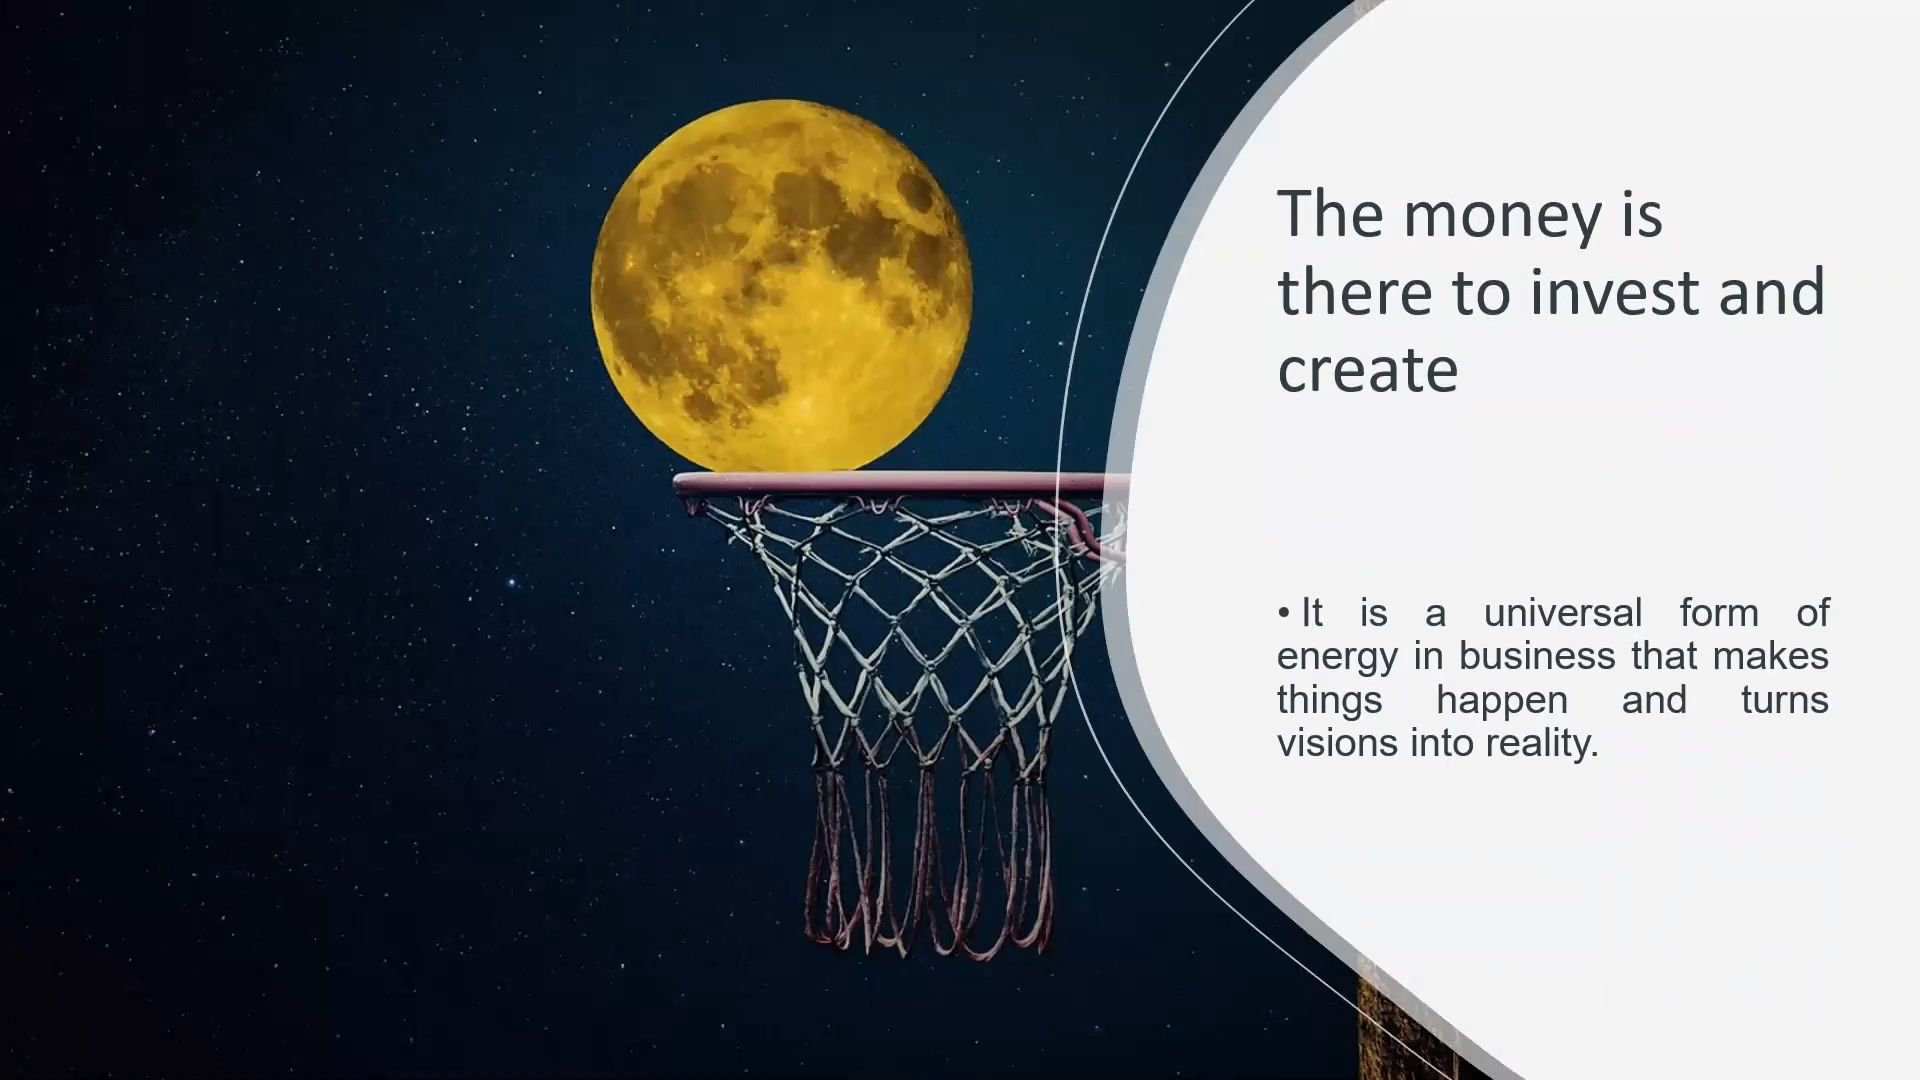 The money is
there to invest and
create
• It is a universal form of
energy in business that makes
things happen and turns
visions into reality.